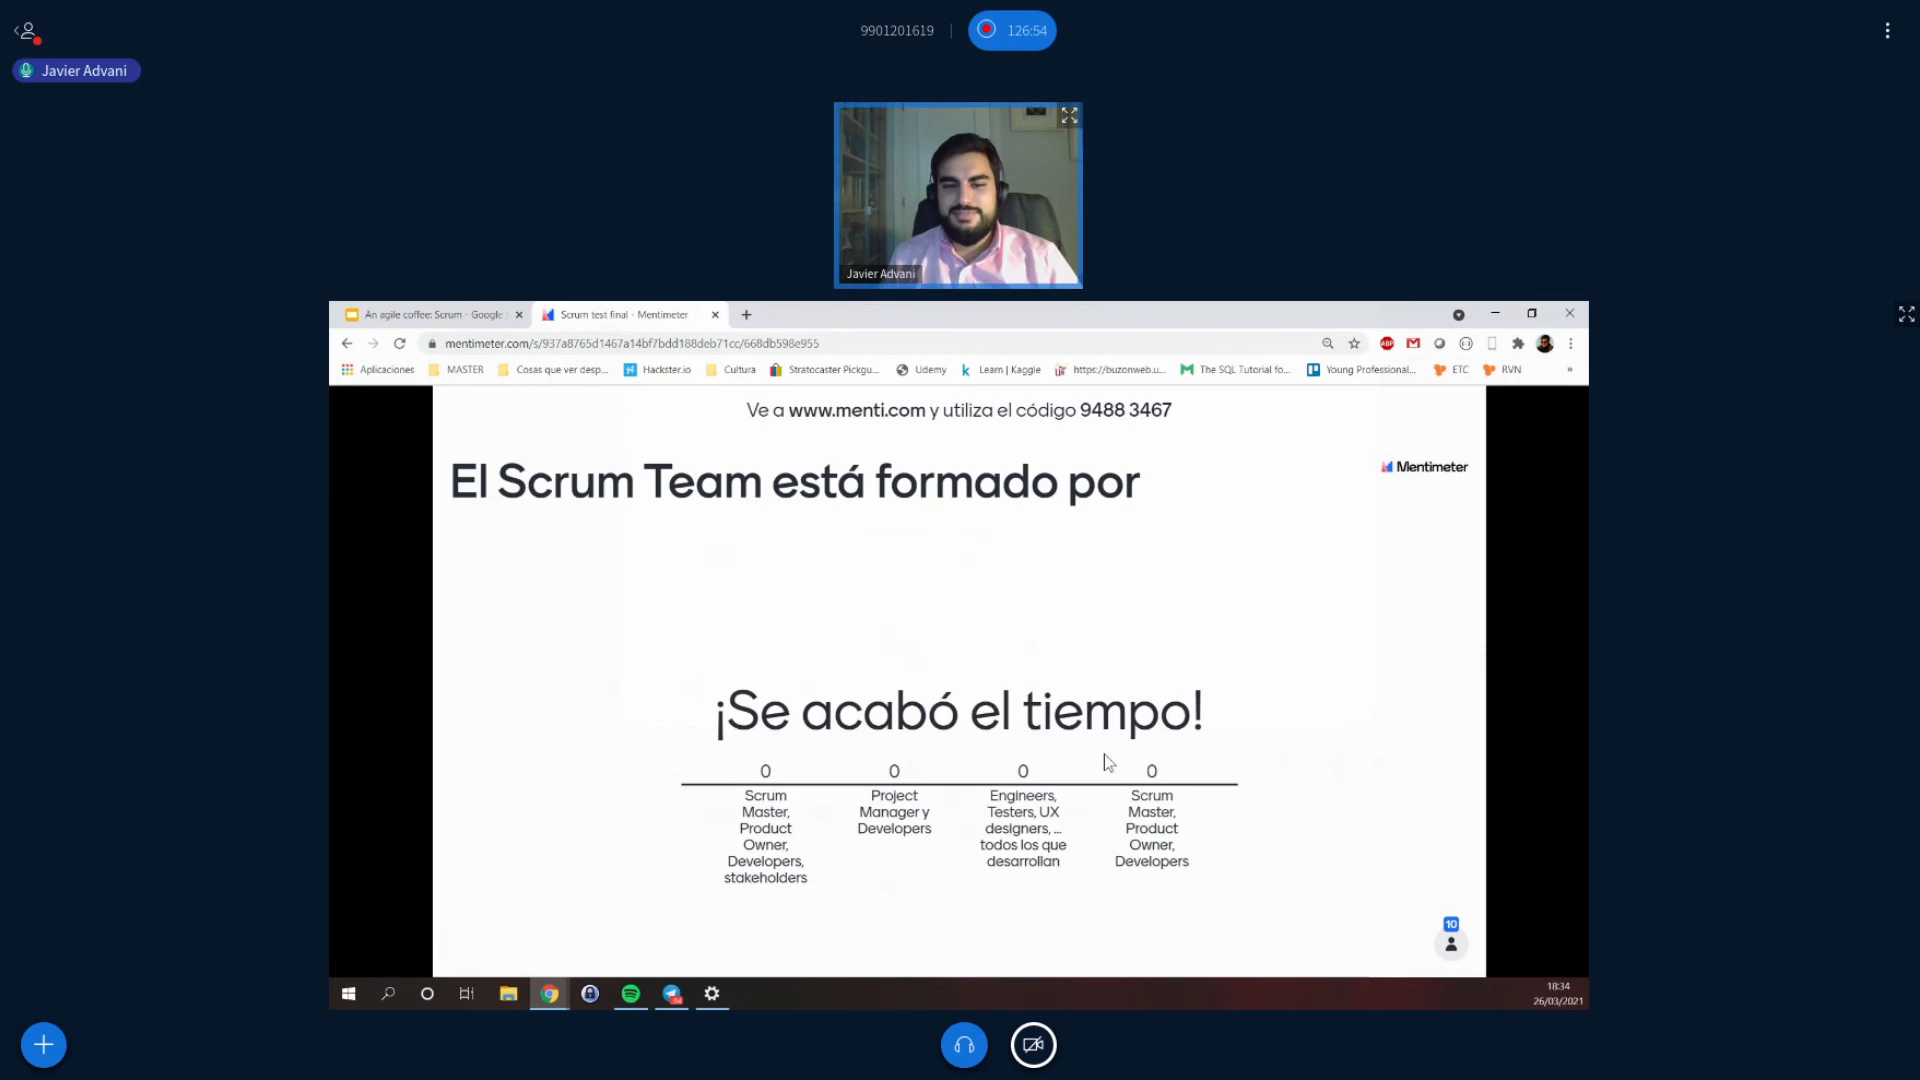 9901201619
126:54
Javier Advani
Javier Advani
An agile coffee: Scrum - Google
Scrum test final - Mentimeter
mentimeter.com/s/937a8765d1467a14bf7bdd188deb71cc/668db598e955
Aplicaciones
MASTER
Cosas que ver desp...
Hackster.io
Cultura
Stratocaster Pickgu...
Udemy
Learn | Kaggle
https://buzonweb.u...
The SQL Tutorial fo...
Young Professional...
ETC
RVN
»
Ve a www.menti.com y utiliza el código 9488 3467
El Scrum Team está formado por
Mentimeter
¡Se acabó el tiempo!
0
0
0
0
Scrum
Master,
Product
Owner,
Developers,
stakeholders
Project
Manager y
Developers
Engineers,
Testers, UX
designers, ...
todos los que
desarrollan
Scrum
Master,
Product
Owner,
Developers
10
18:34
26/03/2021